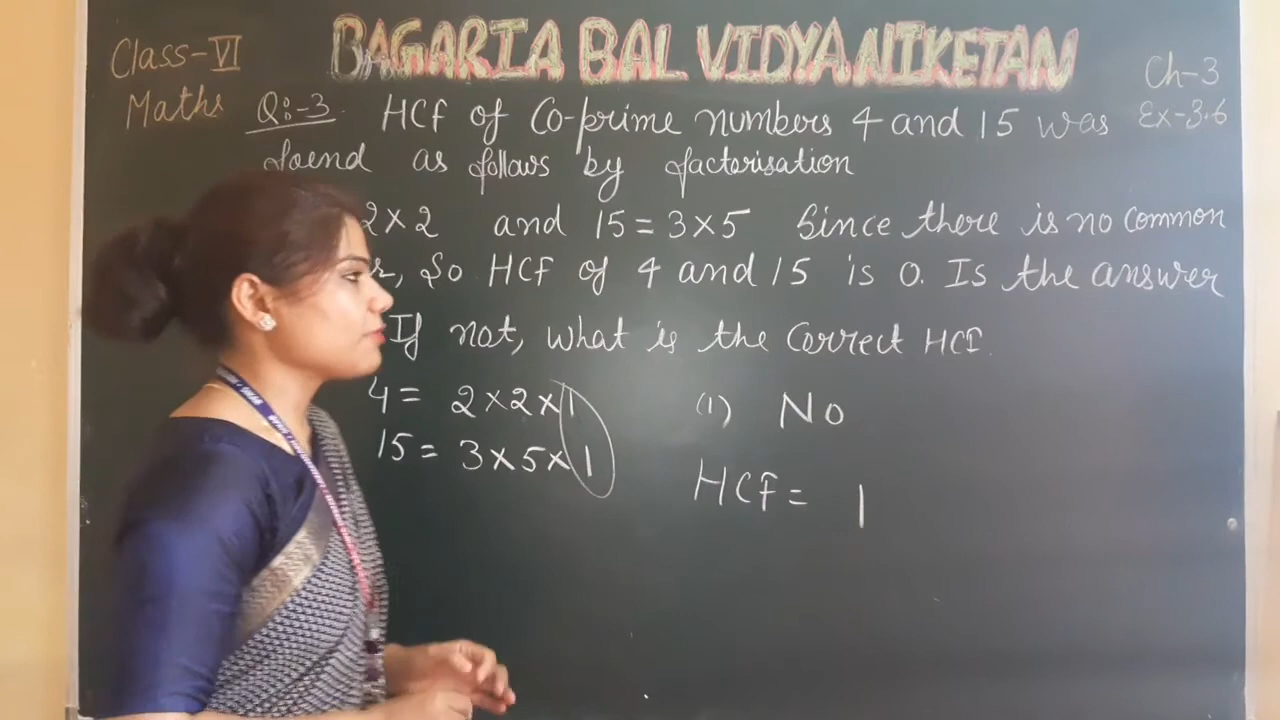 BAGARIA BAL VIDYA NIKETAN
Class-VI
Maths
Ch-3
Ex-3.6
Q:-3 HCF of Co-prime numbers 4 and 15 was
foend as follows by factorisation
2×2 and 15=3×5 Since there is no common
So HCF of 4 and 15 is 0. Is the answer
If not, what is the correct HCF.
4= 2×2×1
15= 3×5×1
(1) No
HCF= 1